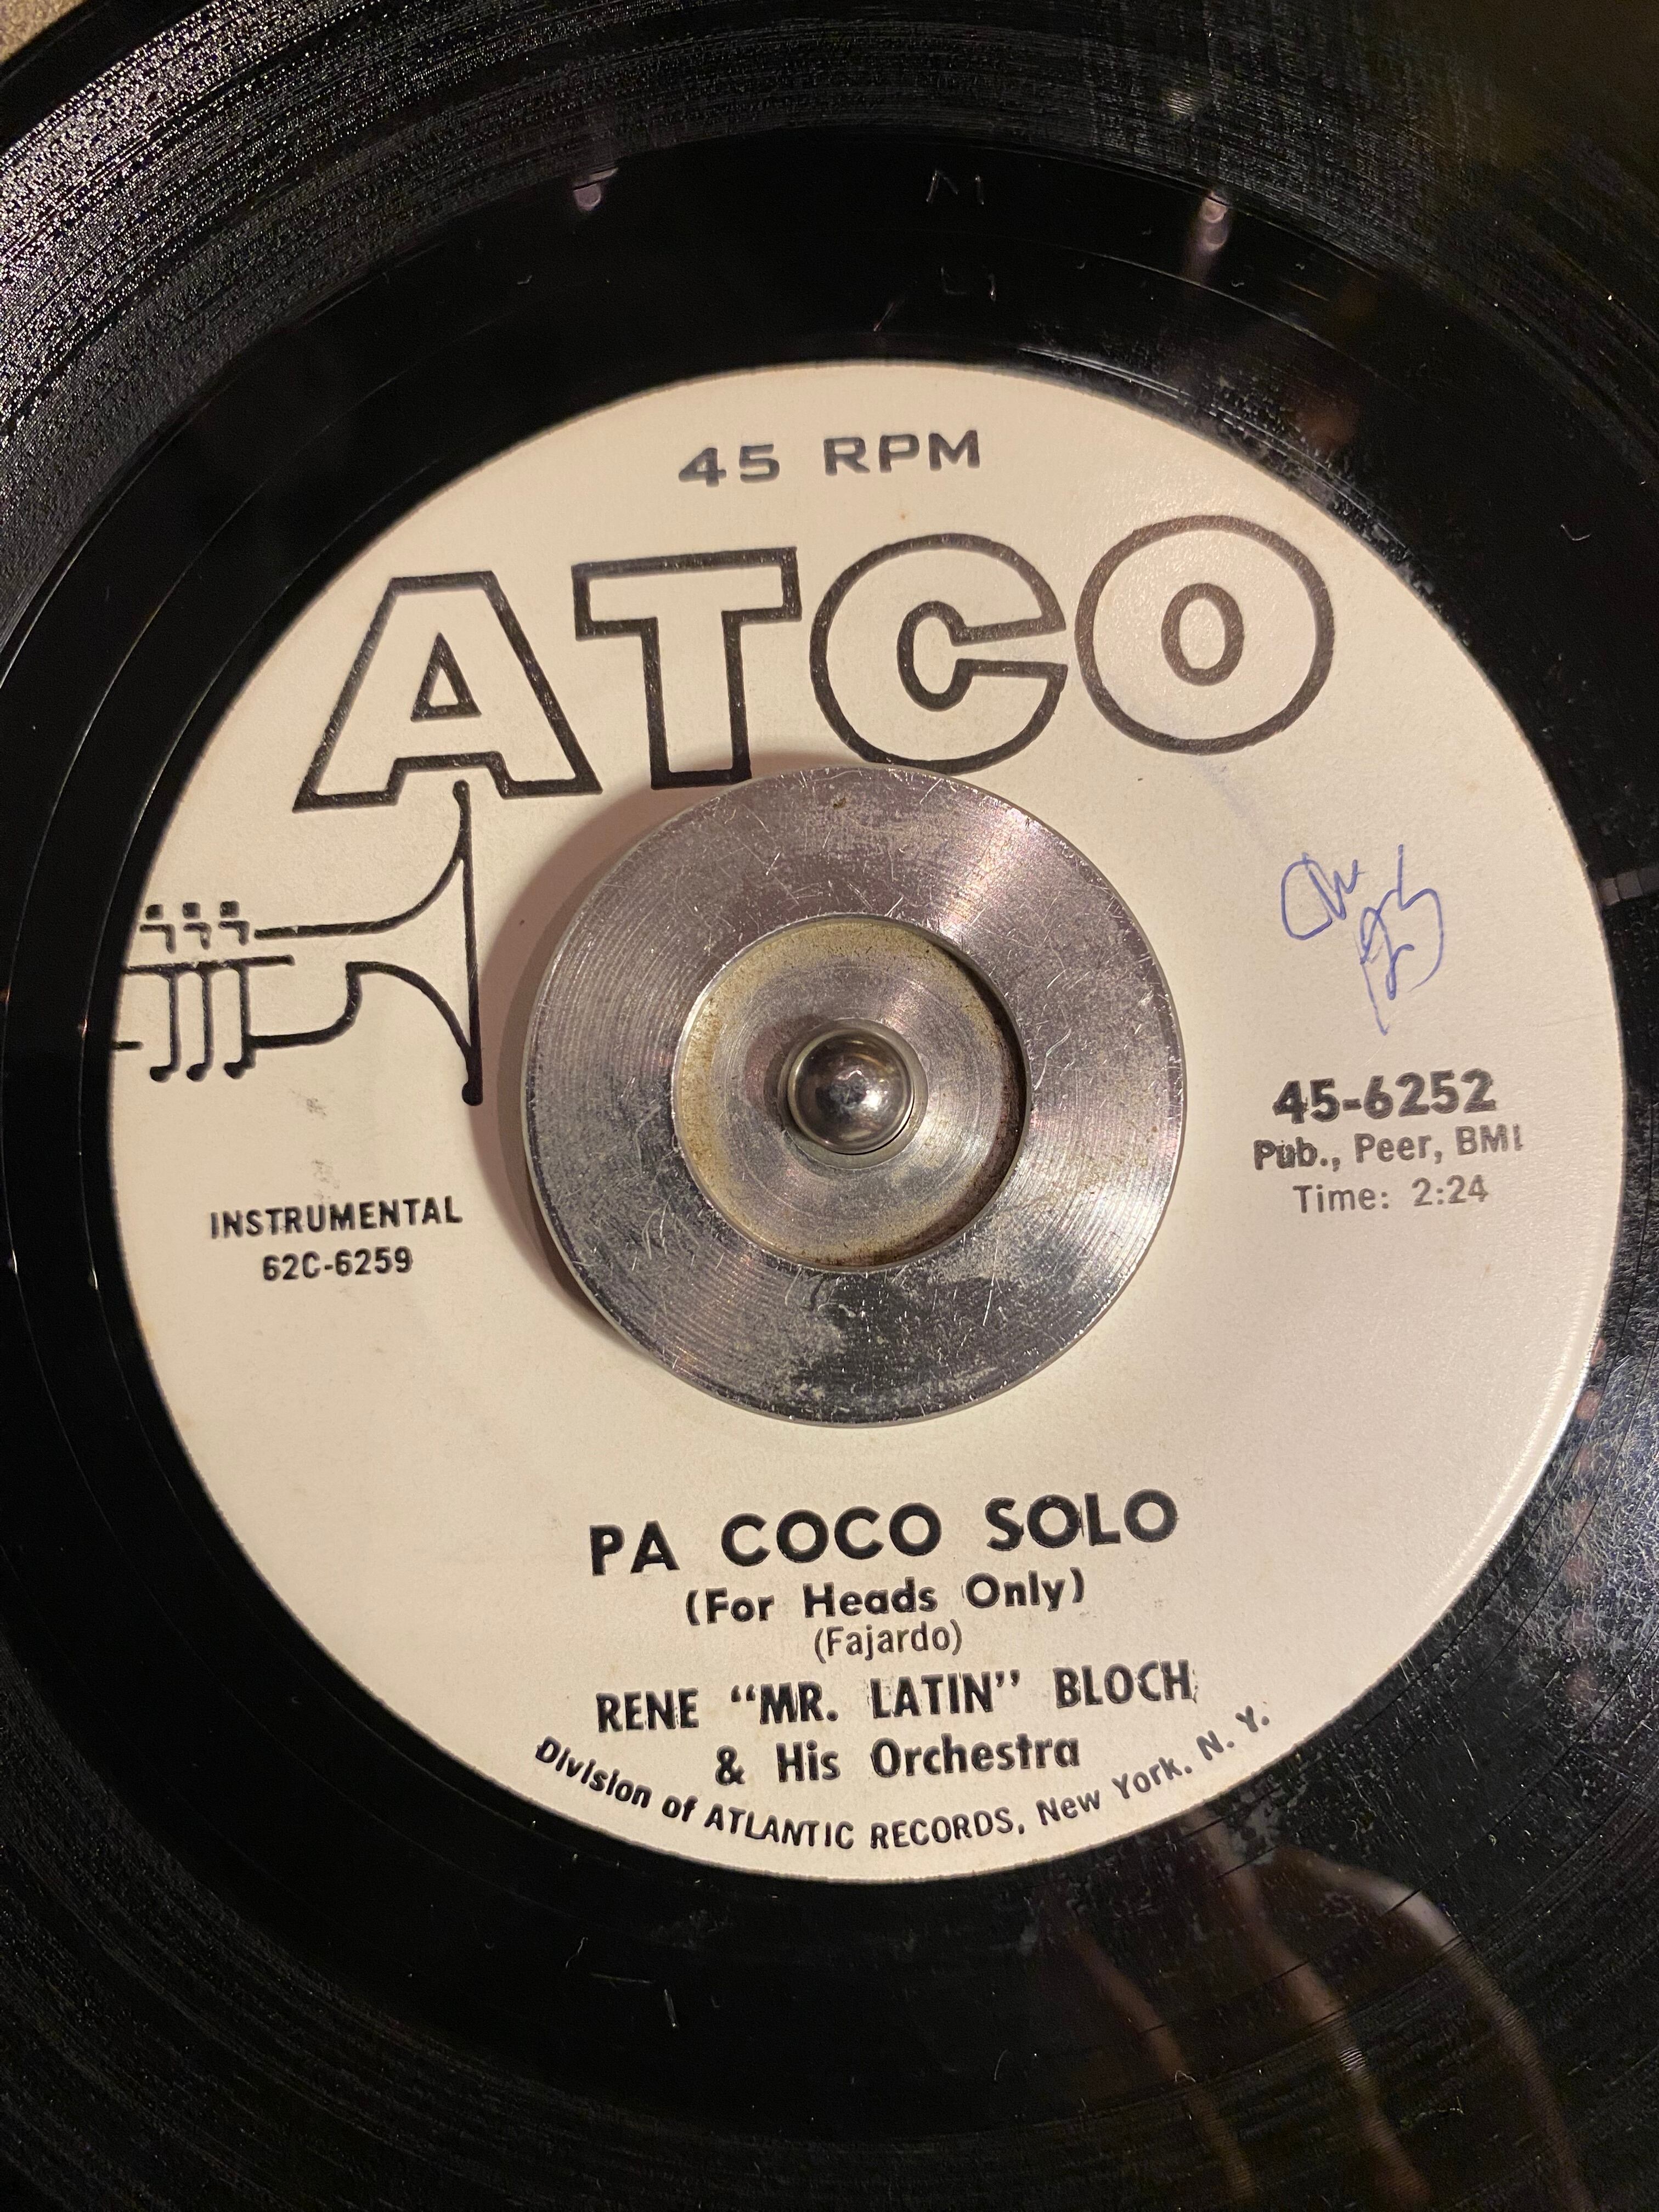 45 RPM
ATCO
45-6252
Pub., Peer, BMI
Time: 2:24
INSTRUMENTAL
62C-6259
PA COCO SOLO
(For Heads Only)
(Fajardo)
RENE “MR. LATIN” BLOCH
& His Orchestra
Division of ATLANTIC RECORDS, New York, N. Y.